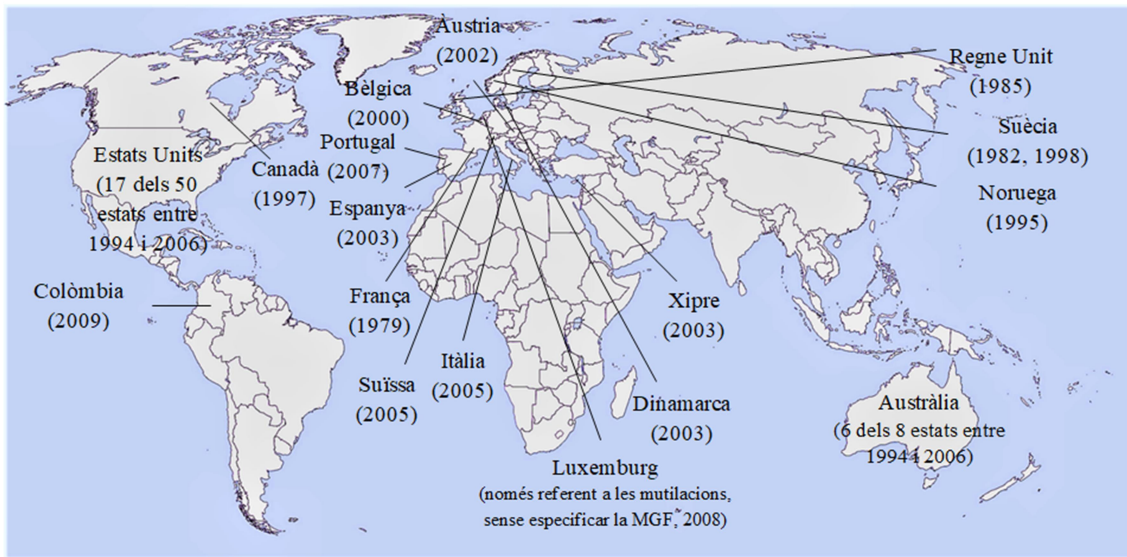 Àustria
(2002)
Regne Unit
(1985)
Bèlgica
(2000)
Suècia
(1982, 1998)
Portugal
(2007)
Estats Units
(17 dels 50
estats entre
1994 i 2006)
Canadà
(1997)
Noruega
(1995)
Espanya
(2003)
Colòmbia
(2009)
França
(1979)
Xipre
(2003)
Itàlia
(2005)
Suïssa
(2005)
Dinamarca
(2003)
Austràlia
(6 dels 8 estats entre
1994 i 2006)
Luxemburg
(només referent a les mutilacions,
sense especificar la MGF, 2008)